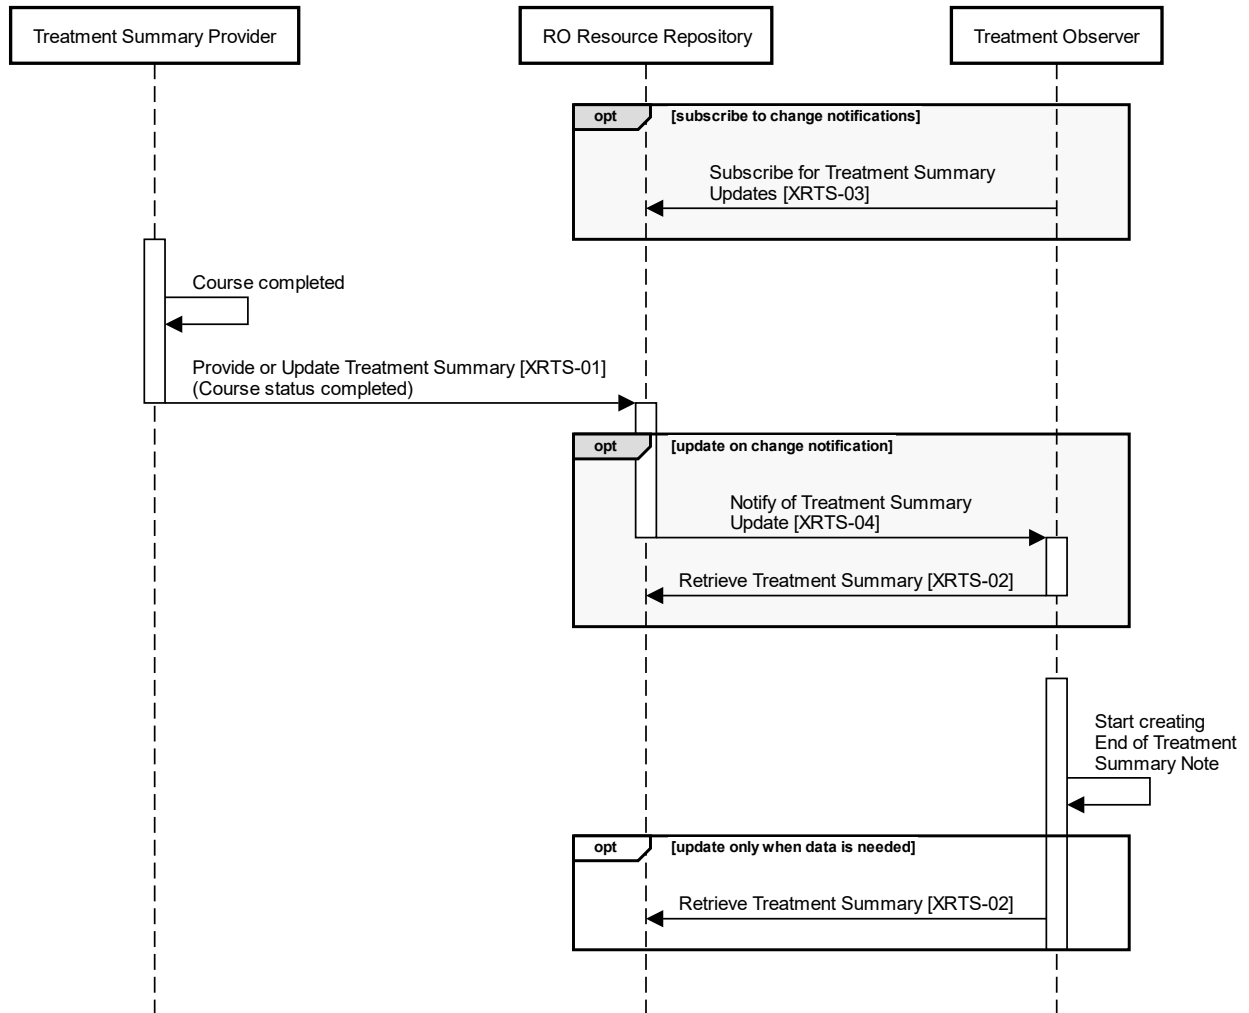 Treatment Summary Provider
RO Resource Repository
Treatment Observer
opt
[subscribe to change notifications]
Subscribe for Treatment Summary
Updates [XRTS-03]
Course completed
Provide or Update Treatment Summary [XRTS-01]
(Course status completed)
opt
[update on change notification]
Notify of Treatment Summary
Update [XRTS-04]
Retrieve Treatment Summary [XRTS-02]
Start creating
End of Treatment
Summary Note
opt
[update only when data is needed]
Retrieve Treatment Summary [XRTS-02]